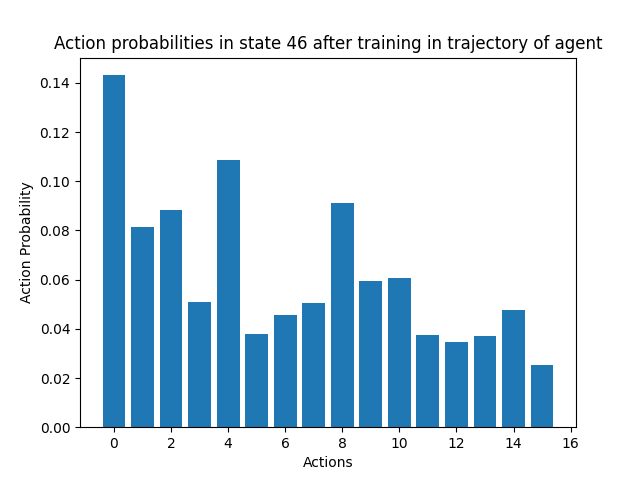 Action probabilities in state 46 after training in trajectory of agent
0.14
0.12
0.10
0.08
0.06
0.04
0.02
0.00
Action Probability
0 2 4 6 8 10 12 14 16
Actions